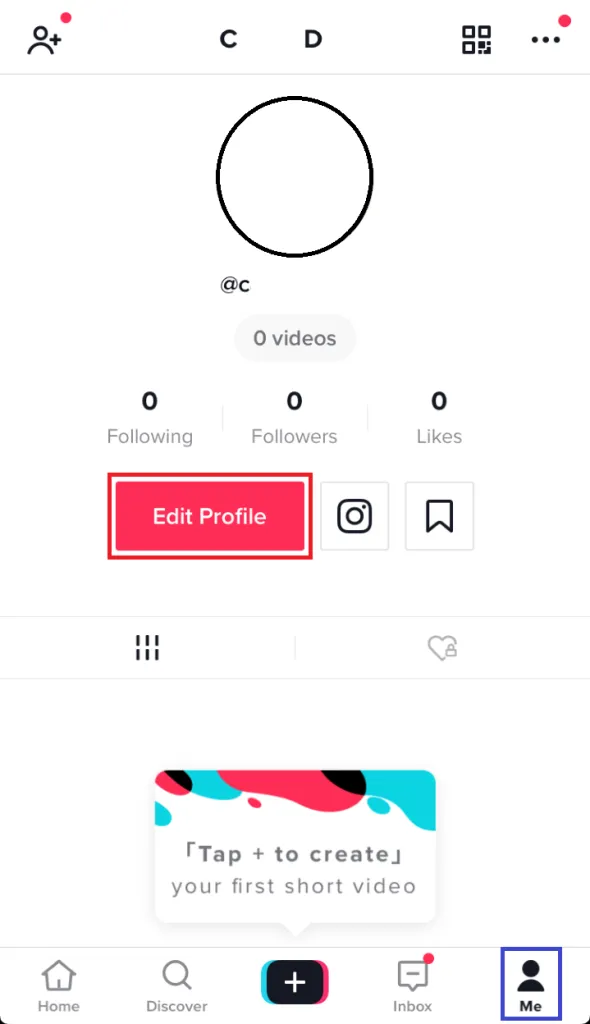 C D
@c
0 videos
0 0 0
Following Followers Likes
Edit Profile
「Tap + to create」
your first short video
Home Discover Inbox Me